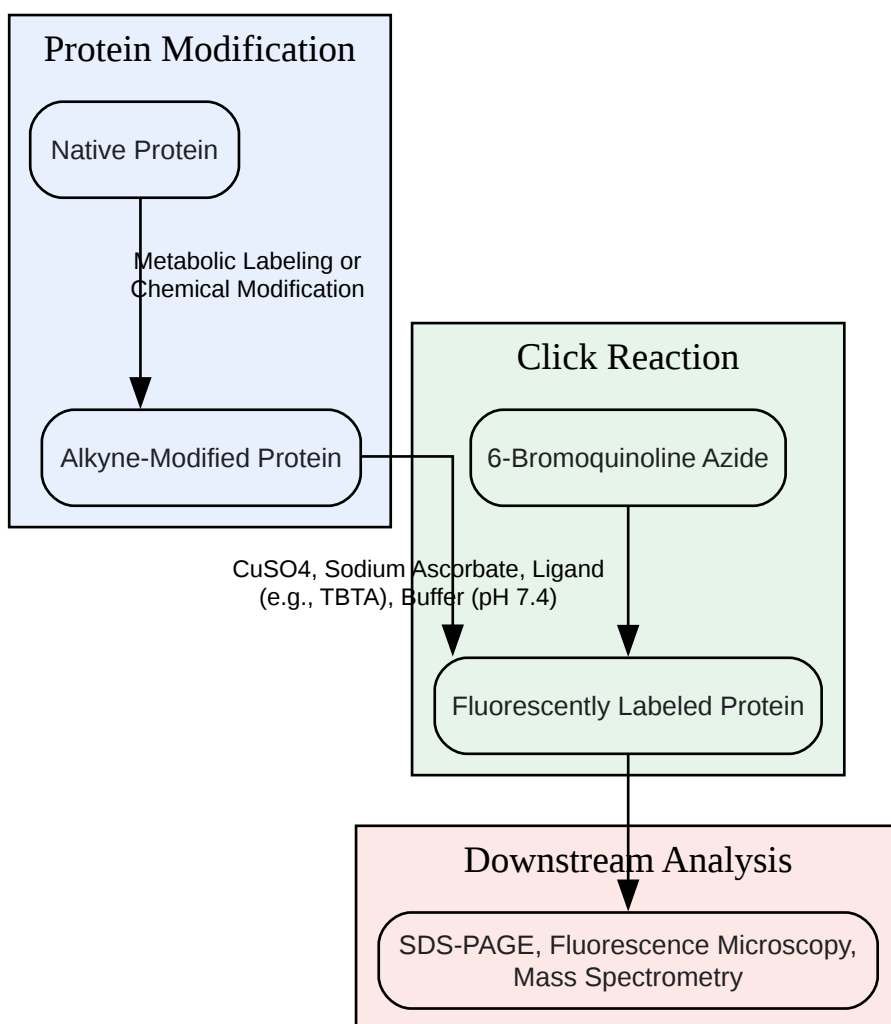 Protein Modification
Native Protein
Metabolic Labeling or
Chemical Modification
Alkyne-Modified Protein
Click Reaction
6-Bromoquinoline Azide
CuSO4, Sodium Ascorbate, Ligand
(e.g., TBTA), Buffer (pH 7.4)
Fluorescently Labeled Protein
Downstream Analysis
SDS-PAGE, Fluorescence Microscopy,
Mass Spectrometry